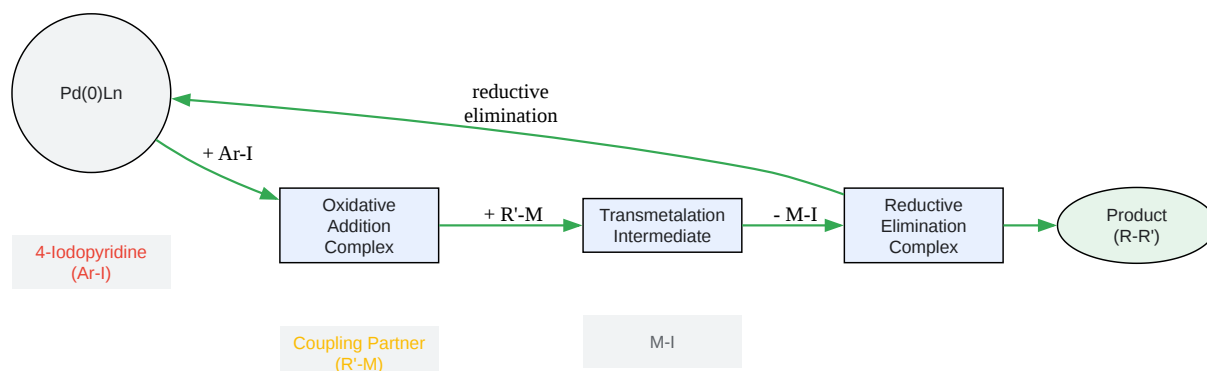 Pd(0)Ln
reductive
elimination
+ Ar-I
Oxidative
Addition
Complex
+ R'-M
Transmetalation
Intermediate
- M-I
Reductive
Elimination
Complex
Product
(R-R')
4-Iodopyridine
(Ar-I)
Coupling Partner
(R'-M)
M-I